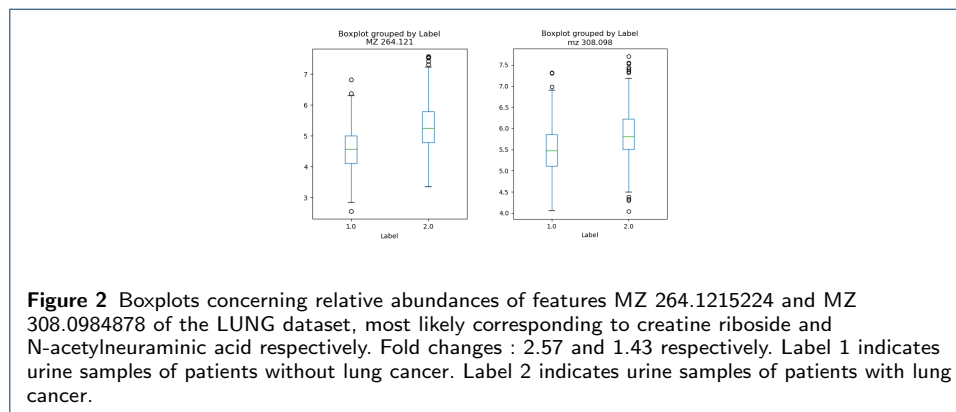 Boxplot grouped by Label
MZ 264.121
7
6
5
4
3
1.0
2.0
Label
Boxplot grouped by Label
mz 308.098
7.5
7.0
6.5
6.0
5.5
5.0
4.5
4.0
1.0
2.0
Label
Figure 2 Boxplots concerning relative abundances of features MZ 264.1215224 and MZ
308.0984878 of the LUNG dataset, most likely corresponding to creatine riboside and
N-acetylneuraminic acid respectively. Fold changes : 2.57 and 1.43 respectively. Label 1 indicates
urine samples of patients without lung cancer. Label 2 indicates urine samples of patients with lung
cancer.